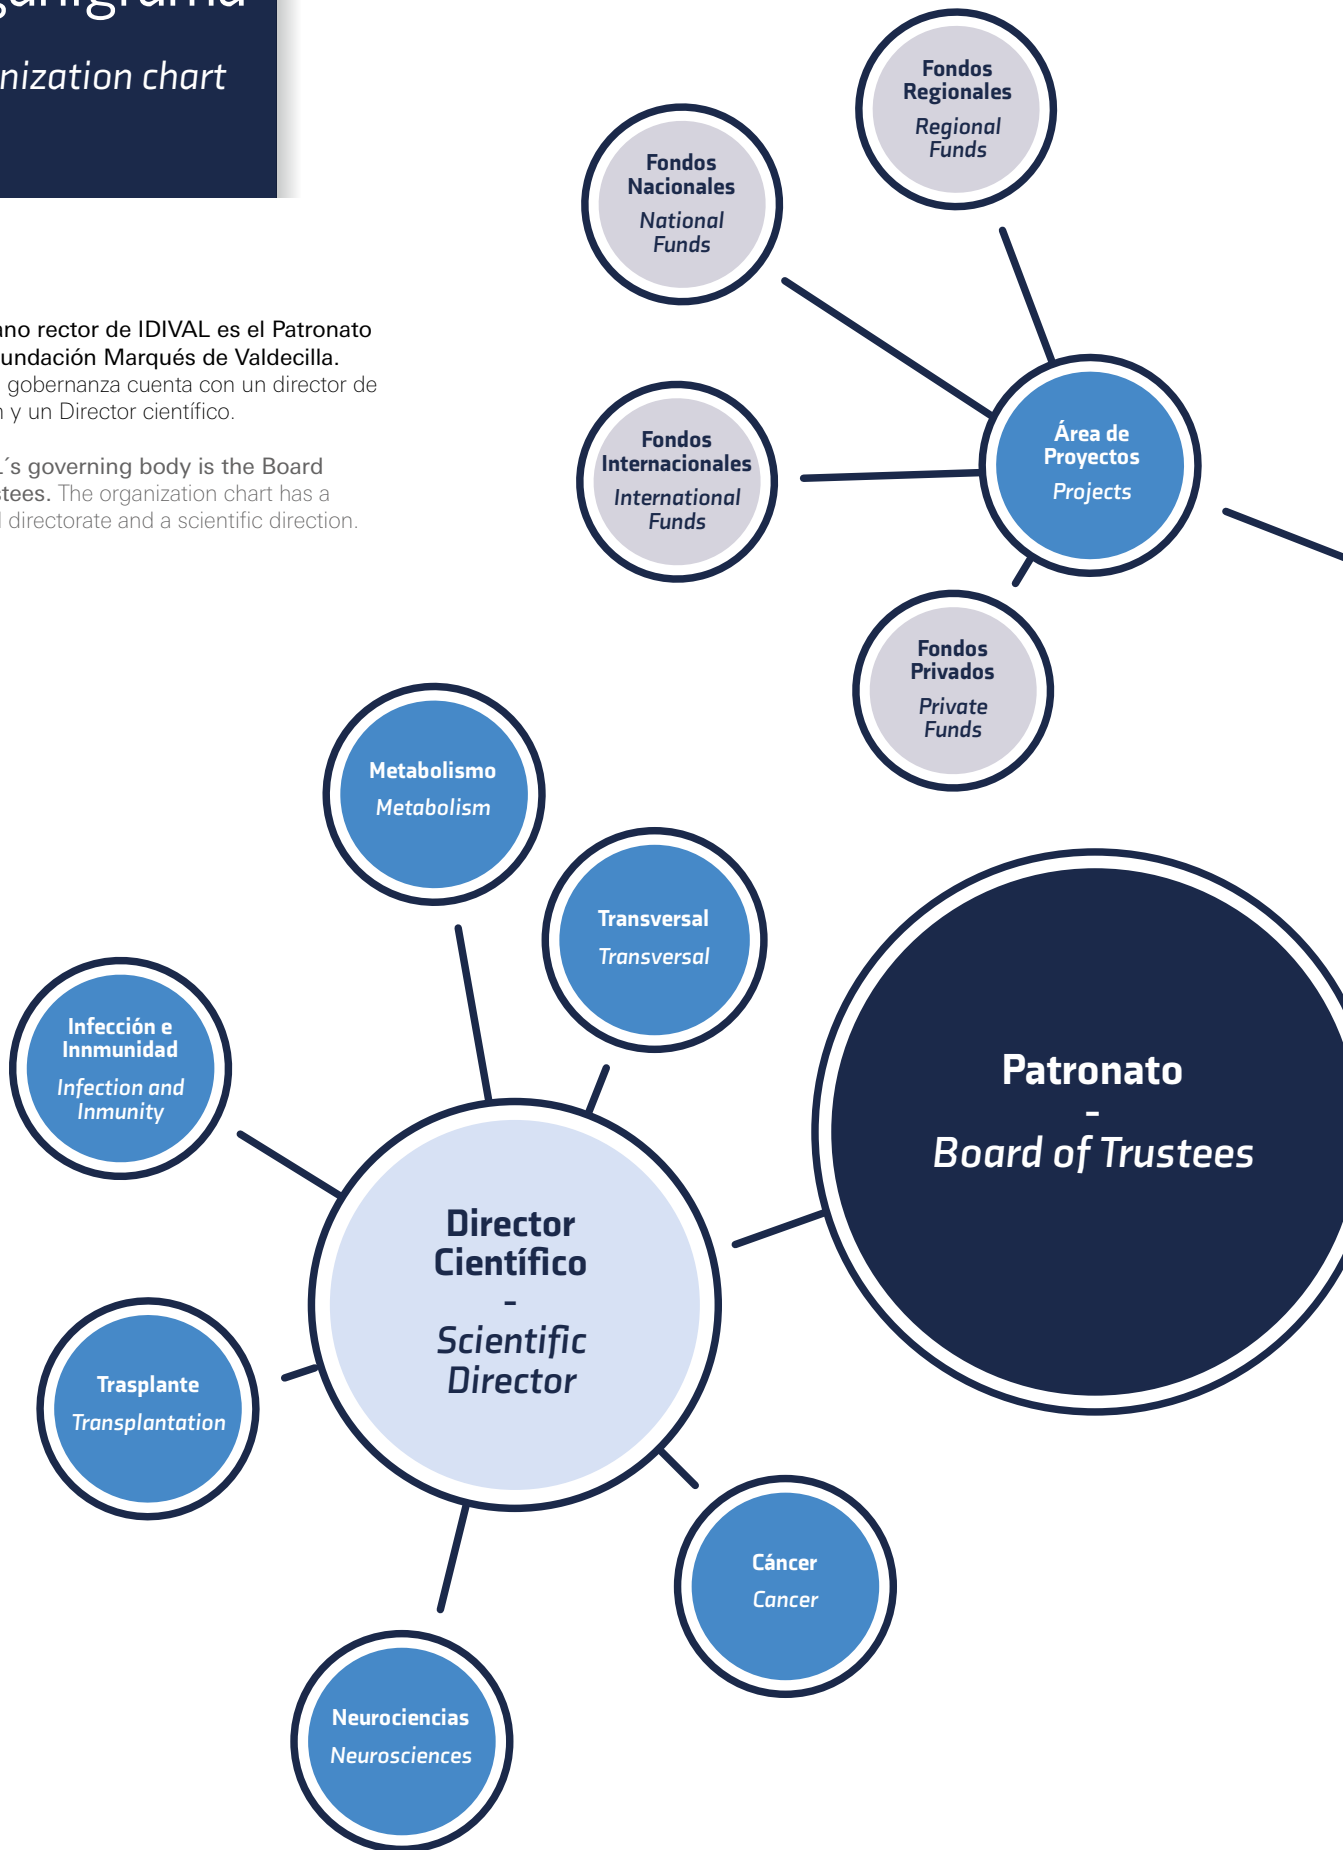 ganigrama
nization chart
ano rector de IDIVAL es el Patronato
undación Marqués de Valdecilla.
gobernanza cuenta con un director de
n y un Director científico.
L´s governing body is the Board
stees. The organization chart has a
l directorate and a scientific direction.
Fondos
Regionales
Regional
Funds
Fondos
Nacionales
National
Funds
Fondos
Internacionales
International
Funds
Área de
Proyectos
Projects
Fondos
Privados
Private
Funds
Metabolismo
Metabolism
Transversal
Transversal
Infección e
Innmunidad
Infection and
Inmunity
Patronato
-
Board of Trustees
Director
Científico
-
Scientific
Director
Trasplante
Transplantation
Cáncer
Cancer
Neurociencias
Neurosciences